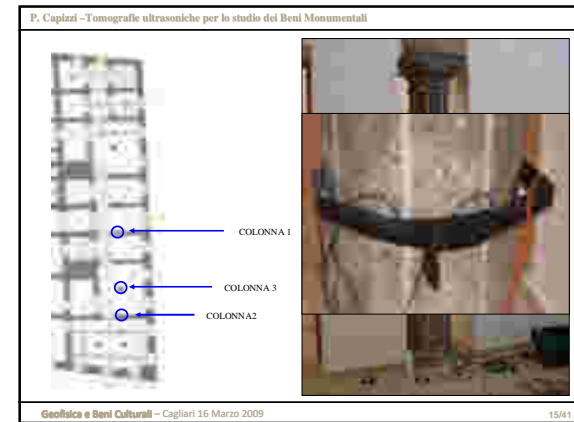 P. Capizzi –Tomografie ultrasoniche per lo studio dei Beni Monumentali
COLONNA 1
COLONNA 3
COLONNA2
Geofisica e Beni Culturali – Cagliari 16 Marzo 2009
15/41